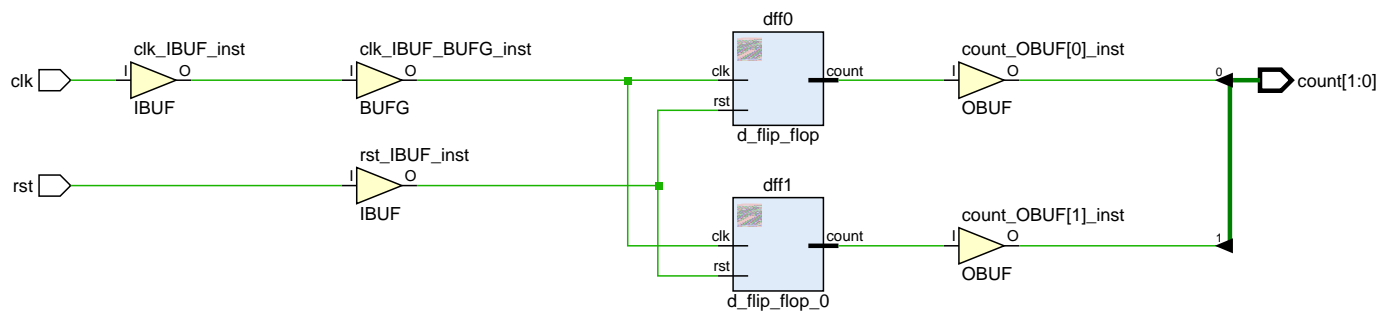 dff0
clk_IBUF_inst
clk_IBUF_BUFG_inst
count_OBUF[0]_inst
clk
I
O
I
O
clk
count
I
O
0
count[1:0]
IBUF
BUFG
rst
OBUF
d_flip_flop
rst_IBUF_inst
rst
I
O
dff1
IBUF
count_OBUF[1]_inst
clk
count
I
O
1
rst
OBUF
d_flip_flop_0